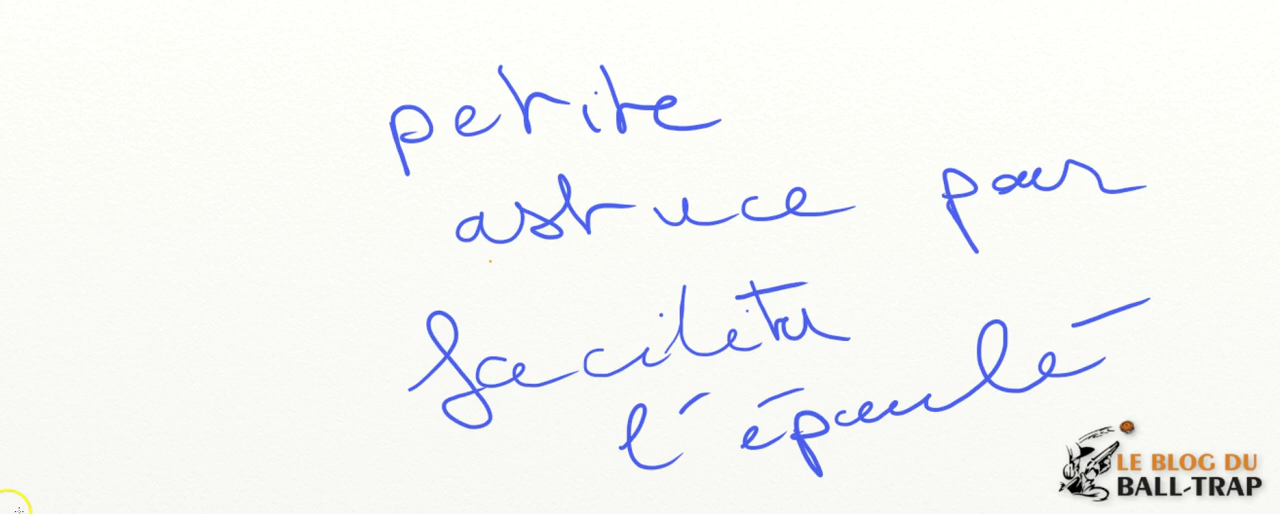 petite
astuce pour
faciliter
l'épaulé
LE BLOG DU
BALL-TRAP